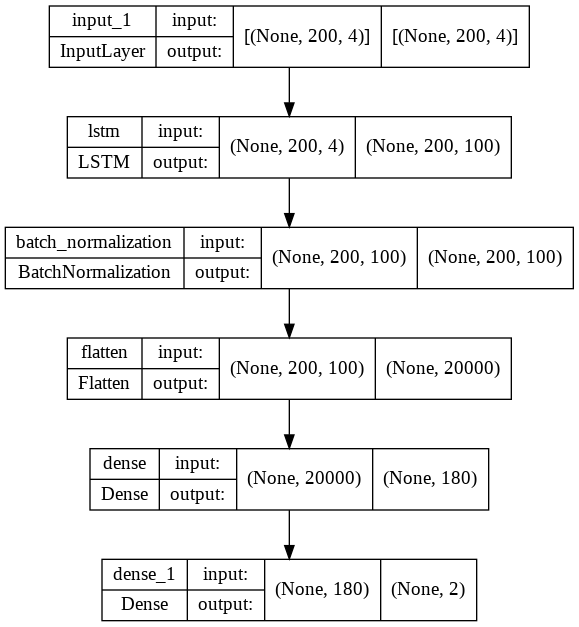 input_1 input: [(None, 200, 4)] [(None, 200, 4)]
InputLayer output:
lstm input: (None, 200, 4) (None, 200, 100)
LSTM output:
batch_normalization input: (None, 200, 100) (None, 200, 100)
BatchNormalization output:
flatten input: (None, 200, 100) (None, 20000)
Flatten output:
dense input: (None, 20000) (None, 180)
Dense output:
dense_1 input: (None, 180) (None, 2)
Dense output: